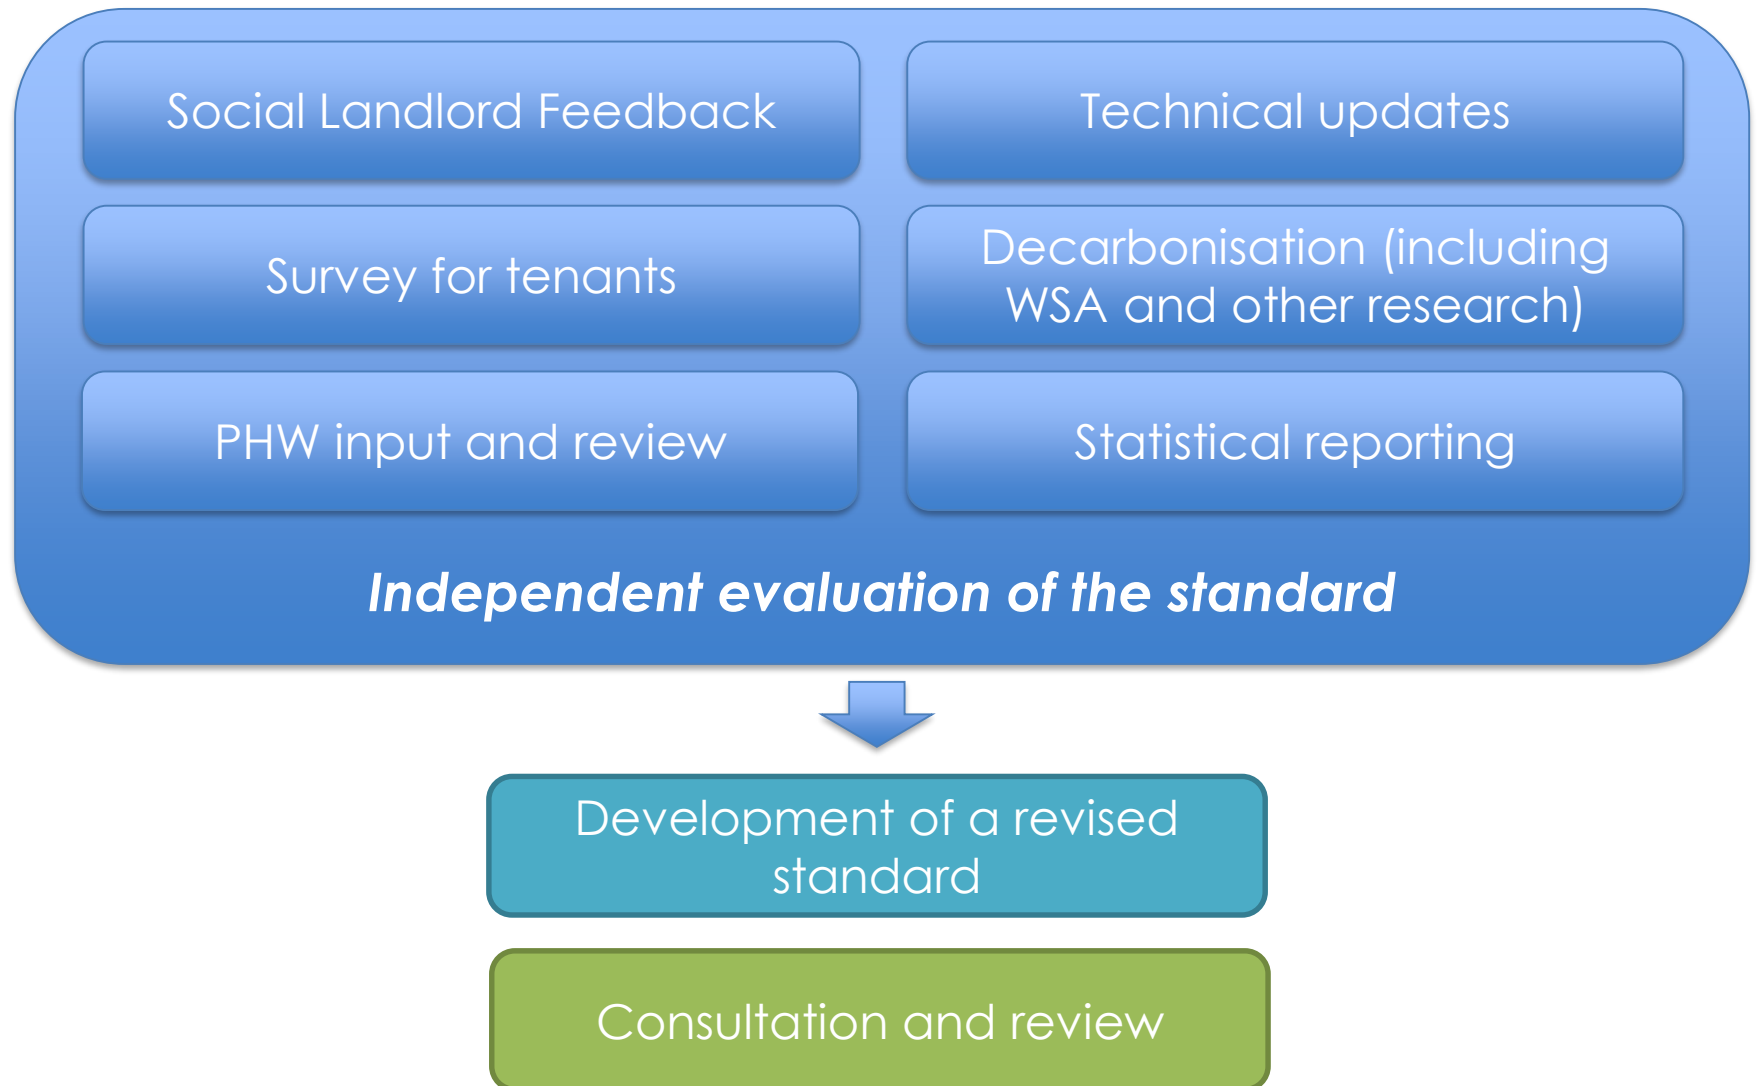 Social Landlord Feedback
Technical updates
Survey for tenants
Decarbonisation (including
WSA and other research)
PHW input and review
Statistical reporting
Independent evaluation of the standard
Development of a revised
standard
Consultation and review